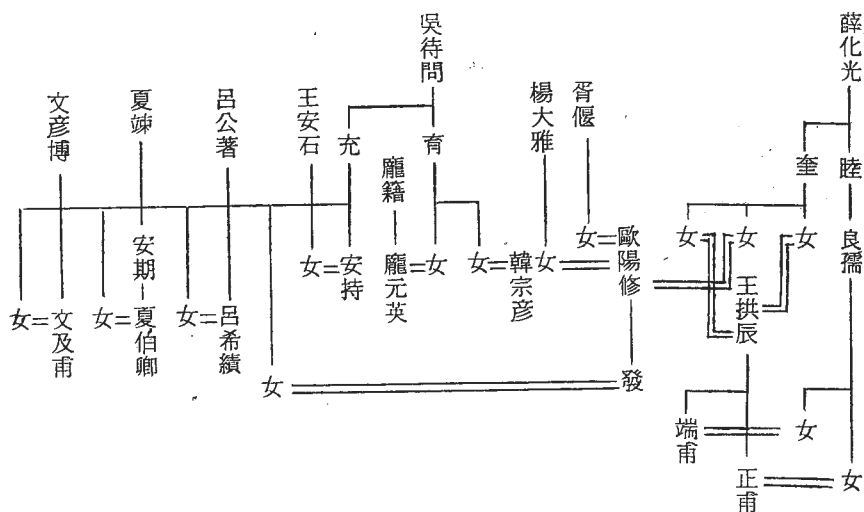 薛化光
奎
睦
良孺
女
女
女
王拱辰
女
端甫
正甫
女
胥偃
女
歐陽修
楊大雅
女
韓宗彥
女
發
女
吳待問
育
充
龐籍
女
龐元英
安持
女
王安石
呂公著
呂希績
女
夏竦
安期
夏伯卿
女
文彥博
文及甫
女